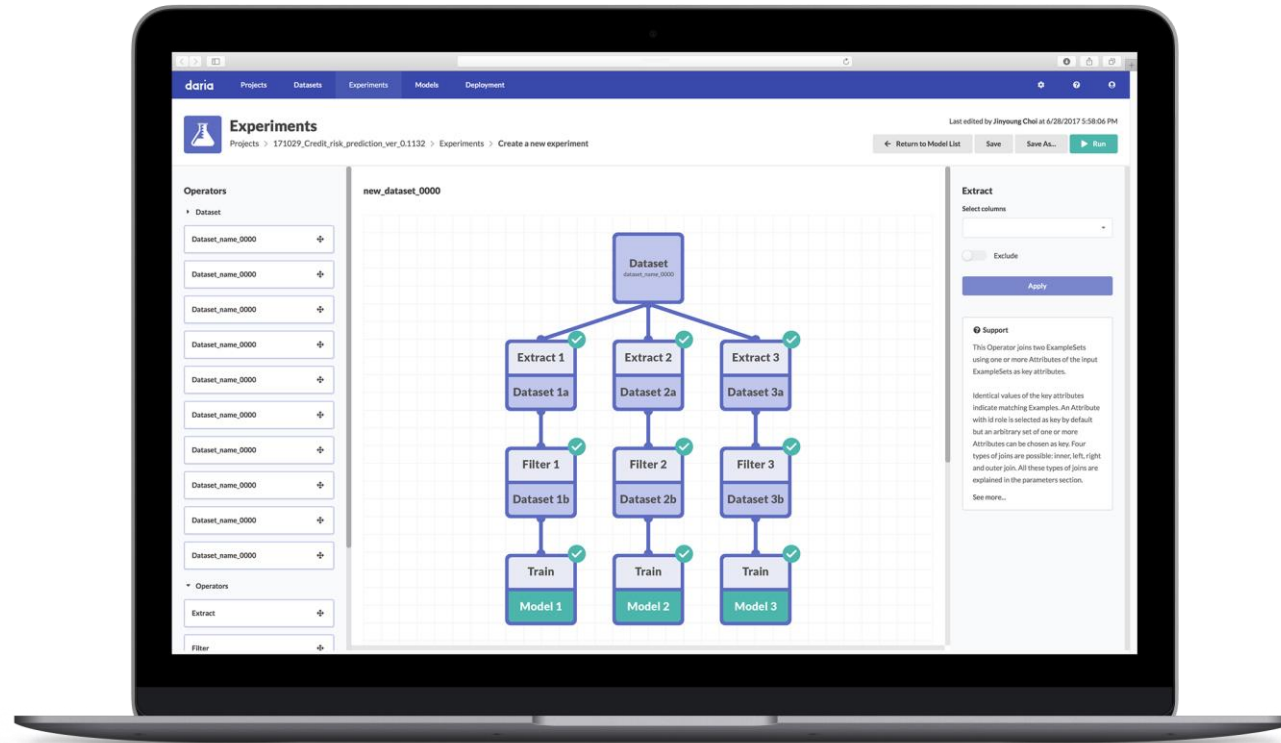 daria Projects Datasets Experiments Models Deployment
Experiments
Projects > 171029_Credit_risk_prediction_ver_0.1132 > Experiments > Create a new experiment
Last edited by Jinyoung Choi at 6/28/2017 5:58:06 PM
← Return to Model List Save Save As... Run
Operators
Dataset
Dataset_name_0000
Dataset_name_0000
Dataset_name_0000
Dataset_name_0000
Dataset_name_0000
Dataset_name_0000
Dataset_name_0000
Dataset_name_0000
Dataset_name_0000
Dataset_name_0000
Operators
Extract
Filter
new_dataset_0000
Dataset
dataset_name_0000
Extract 1 Extract 2 Extract 3
Dataset 1a Dataset 2a Dataset 3a
Filter 1 Filter 2 Filter 3
Dataset 1b Dataset 2b Dataset 3b
Train Train Train
Model 1 Model 2 Model 3
Extract
Select columns
Exclude
Apply
Support
This Operator joins two ExampleSets
using one or more Attributes of the input
ExampleSets as key attributes.
Identical values of the key attributes
indicate matching Examples. An Attribute
with id role is selected as key by default
but an arbitrary set of one or more
Attributes can be chosen as key. Four
types of joins are possible: inner, left, right
and outer join. All these types of joins are
explained in the parameters section.
See more...